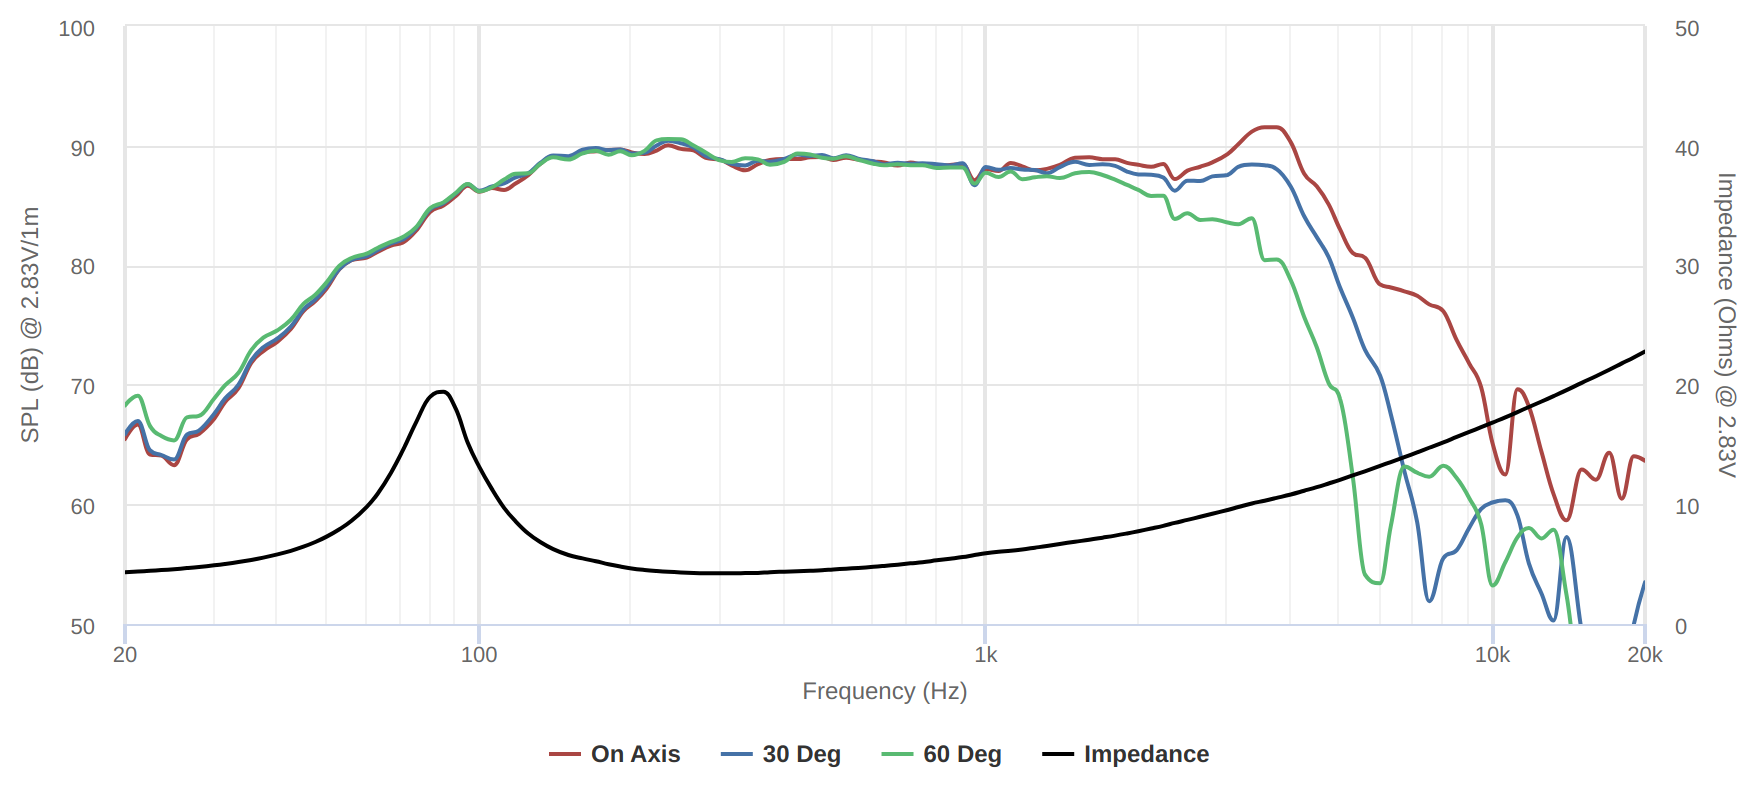 100
90
80
70
60
50
SPL (dB) @ 2.83V/1m
50
40
30
20
10
0
Impedance (Ohms) @ 2.83V
20
100
1k
10k
20k
Frequency (Hz)
On Axis
30 Deg
60 Deg
Impedance